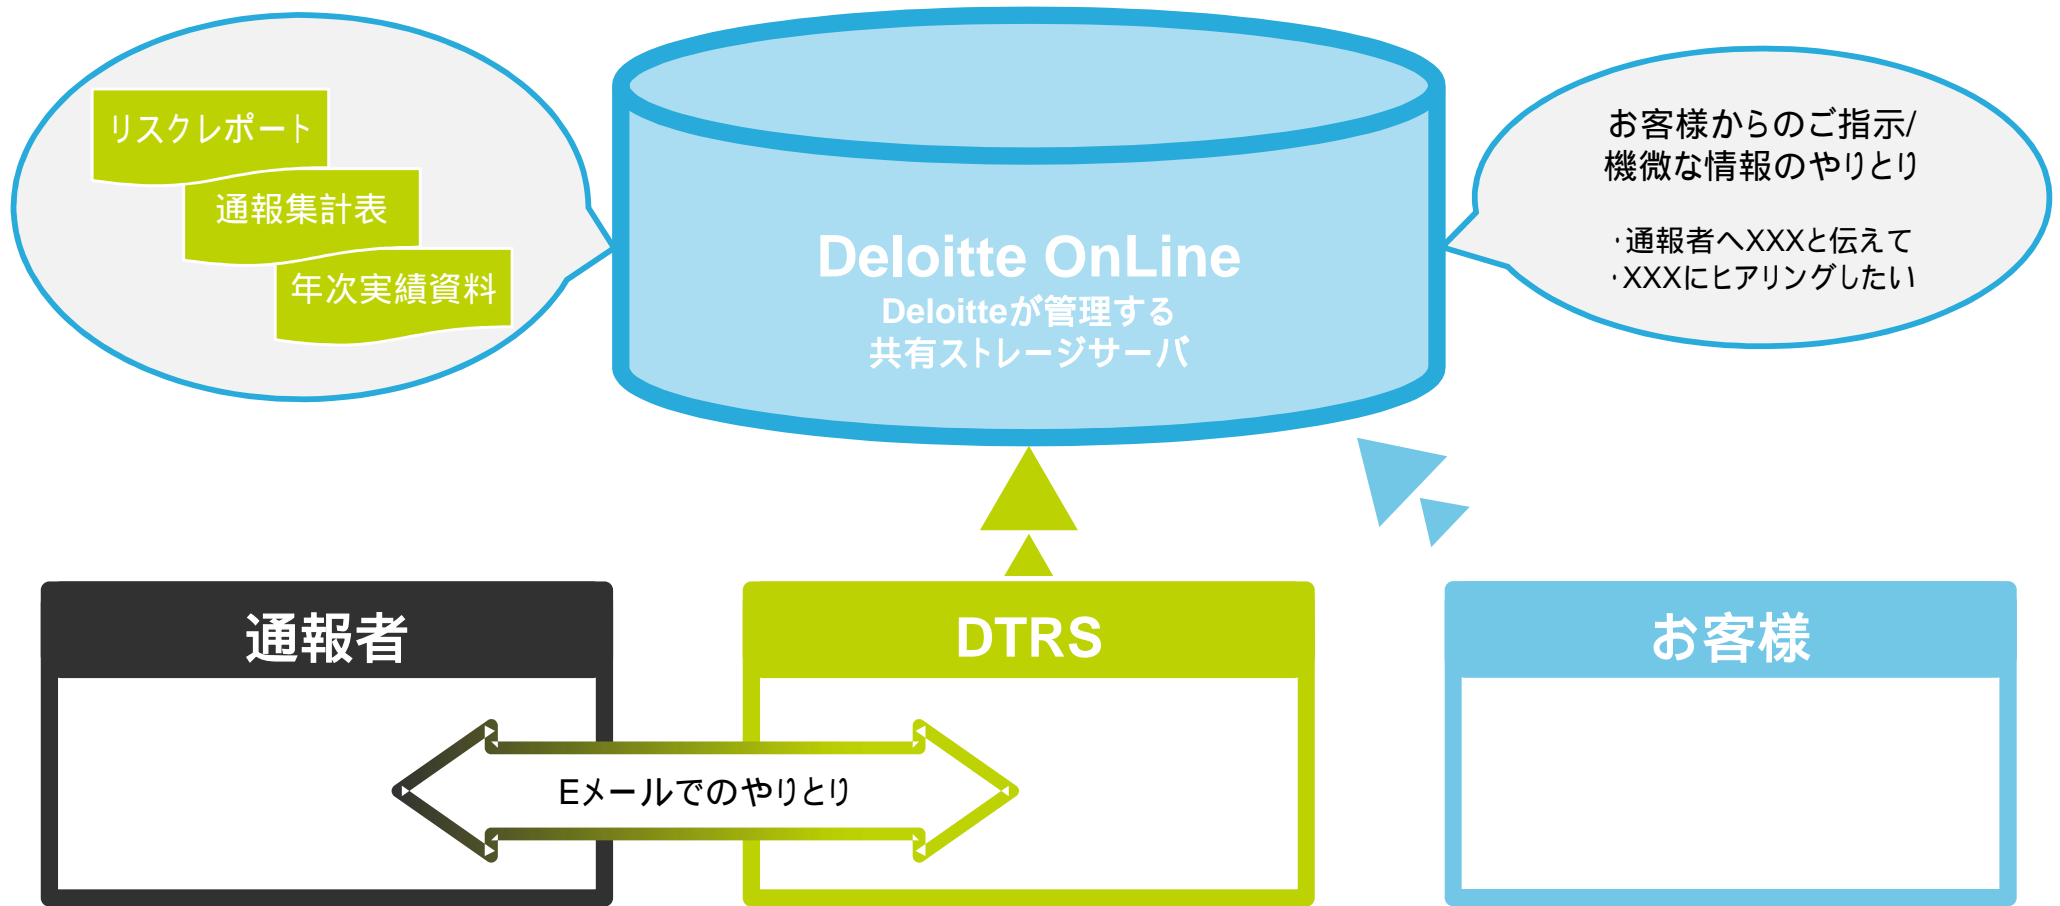 リスクレポート
通報集計表
年次実績資料
Deloitte OnLine
Deloitteが管理する
共有ストレージサーバ
お客様からのご指示/
機微な情報のやりとり
・通報者へXXXと伝えて
・XXXにヒアリングしたい
通報者
DTRS
お客様
Eメールでのやりとり